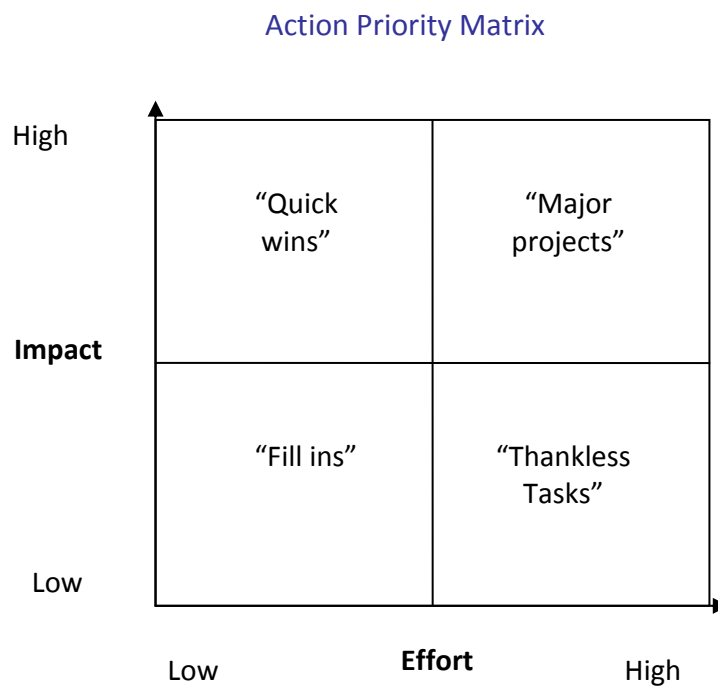 Action Priority Matrix
High
“Quick
wins”
“Major
projects”
Impact
“Fill ins”
“Thankless
Tasks”
Low
Low
Effort
High